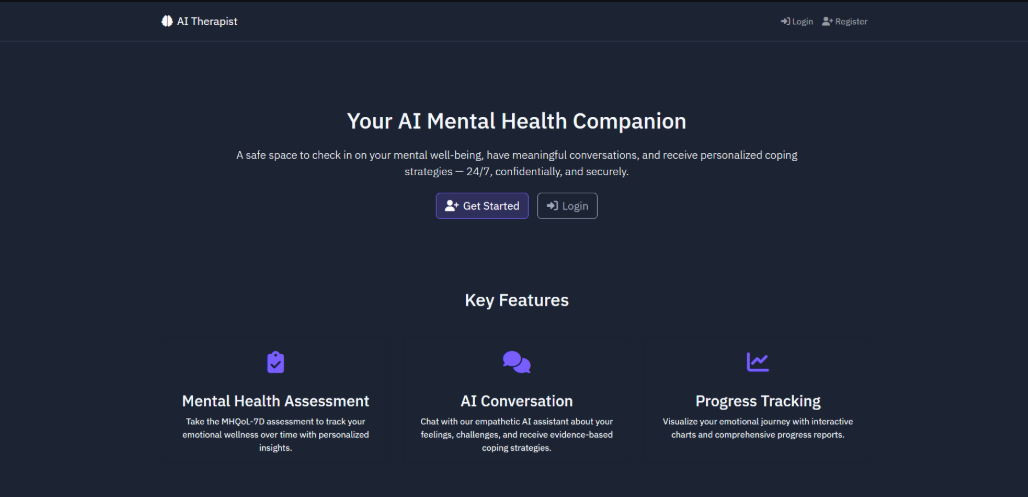 AI Therapist
Login Register
Your AI Mental Health Companion
A safe space to check in on your mental well-being, have meaningful conversations, and receive personalized coping
strategies — 24/7, confidentially, and securely.
Get Started Login
Key Features
Mental Health Assessment
Take the MHQoL-7D assessment to track your
emotional wellness over time with personalized
insights.
AI Conversation
Chat with our empathetic AI assistant about your
feelings, challenges, and receive evidence-based
coping strategies.
Progress Tracking
Visualize your emotional journey with interactive
charts and comprehensive progress reports.